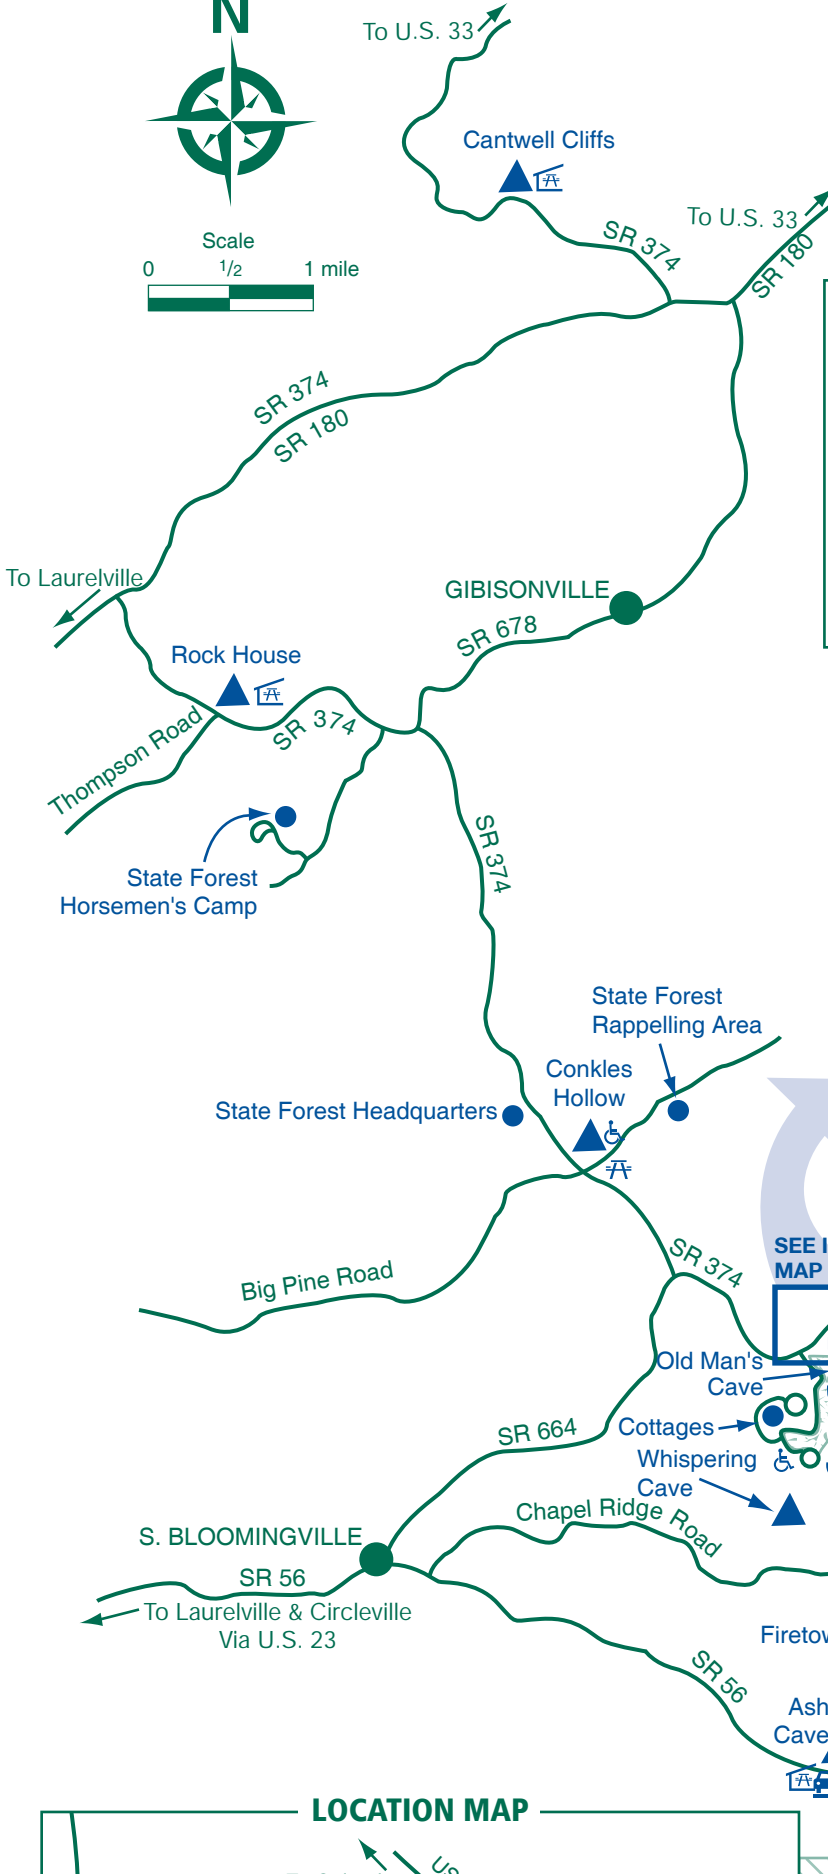 N
To U.S. 33
Cantwell Cliffs
To U.S. 33
SR 374
SR 180
Scale
0 1/2 1 mile
SR 374
SR 180
To Laurelville
GIBISONVILLE
SR 678
Rock House
SR 374
Thompson Road
State Forest
Horsemen's Camp
SR 374
State Forest
Rappelling Area
Conkles
Hollow
State Forest Headquarters
SR 374
SEE I
MAP
Big Pine Road
Old Man's
Cave
Cottages
SR 664
Whispering
Cave
Chapel Ridge Road
S. BLOOMINGVILLE
SR 56
To Laurelville & Circleville
Via U.S. 23
Firetow
SR 56
Ash
Cave
LOCATION MAP
US